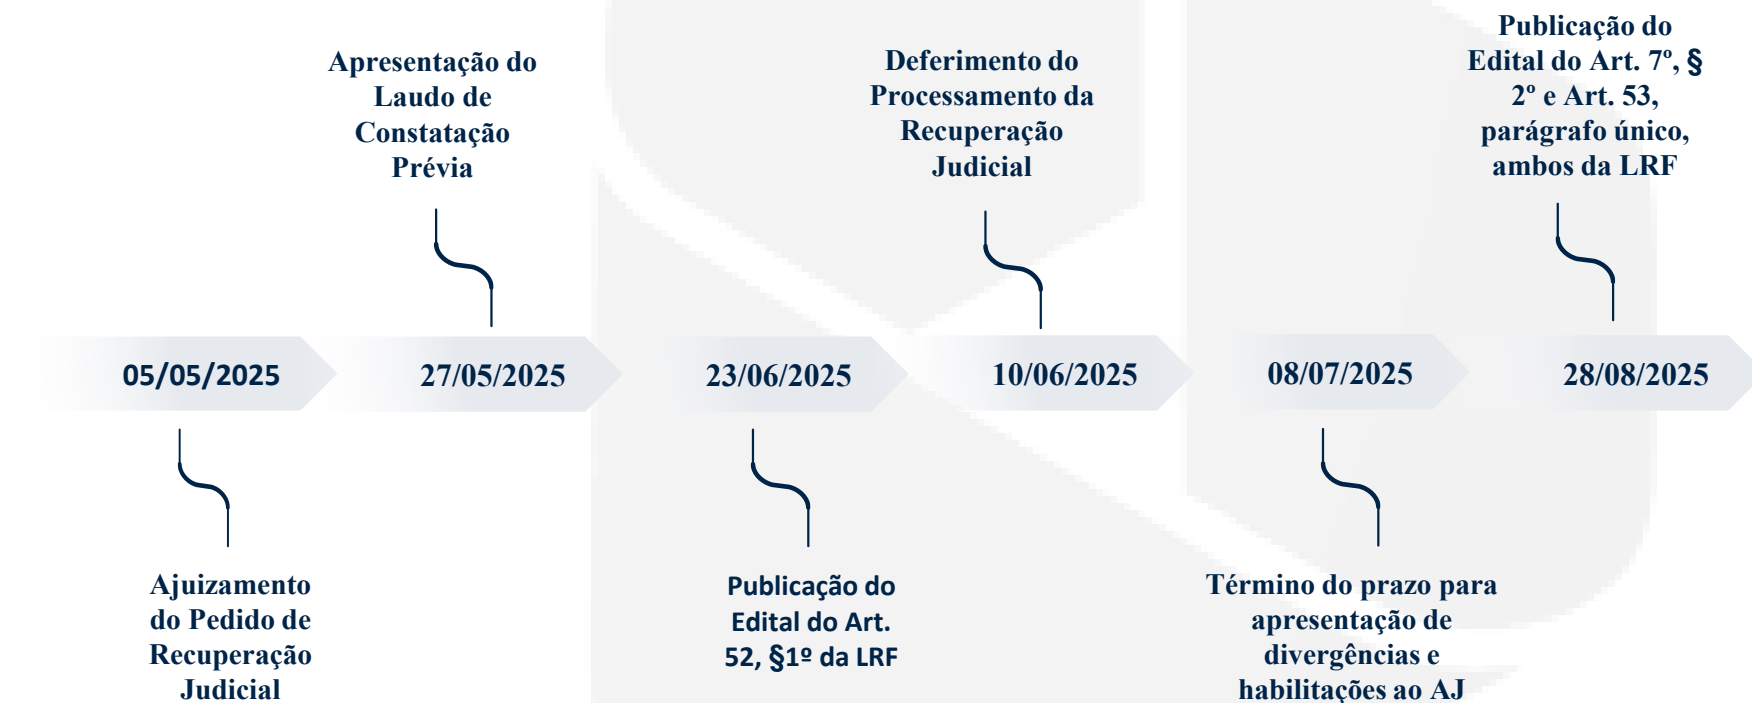 Apresentação do
Laudo de
Constatação
Prévia
Deferimento do
Processamento da
Recuperação
Judicial
Publicação do
Edital do Art. 7º, §
2º e Art. 53,
parágrafo único,
ambos da LRF
05/05/2025
27/05/2025
23/06/2025
10/06/2025
08/07/2025
28/08/2025
Ajuizamento
do Pedido de
Recuperação
Judicial
Publicação do
Edital do Art.
52, §1º da LRF
Término do prazo para
apresentação de
divergências e
habilitações ao AJ